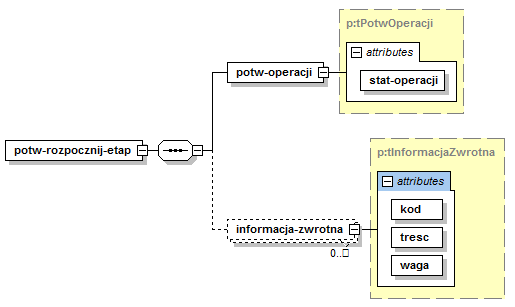 p:tPotwOperacji
attributes
potw-operacji
stat-operacji
potw-rozpocznij-etap
p:tInformacjaZwrotna
attributes
kod
informacja-zwrotna
tresc
0..□
waga